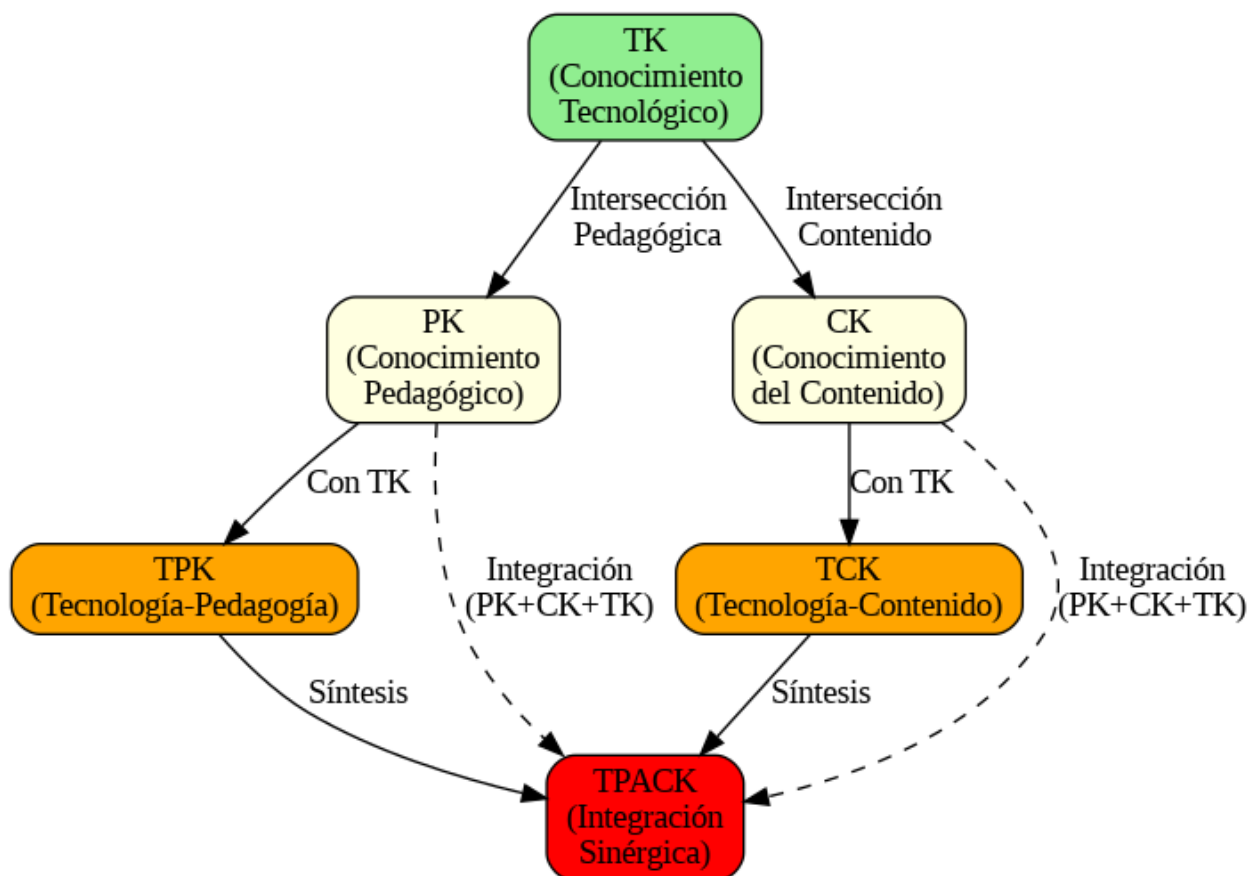 TK
(Conocimiento
Tecnológico)
Intersección
Pedagógica
Intersección
Contenido
PK
(Conocimiento
Pedagógico)
CK
(Conocimiento
del Contenido)
Con TK
Con TK
TPK
(Tecnología-Pedagogía)
Integración
(PK+CK+TK)
TCK
(Tecnología-Contenido)
Integración
(PK+CK+TK)
Síntesis
Síntesis
TPACK
(Integración
Sinérgica)